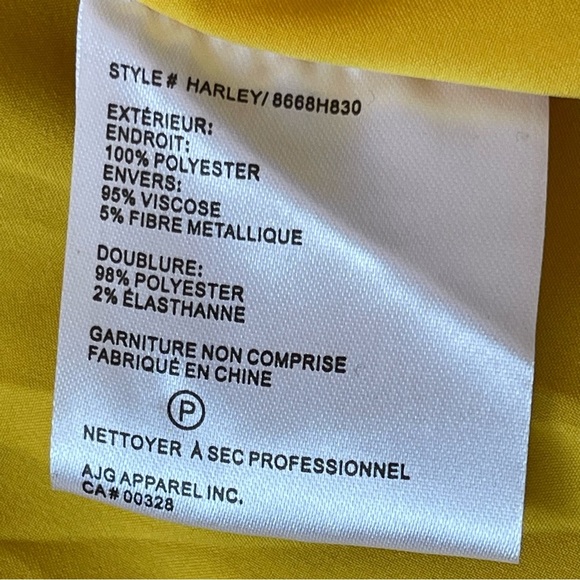 STYLE# HARLEY/8668H830
EXTÉRIEUR:
ENDROIT:
100% POLYESTER
ENVERS:
95% VISCOSE
5% FIBRE METALLIQUE
DOUBLURE:
98% POLYESTER
2% ÉLASTHANNE
GARNITURE NON COMPRISE
FABRIQUÉ EN CHINE
P
NETTOYER À SEC PROFESSIONNEL
AJG APPAREL INC.
CA# 00328